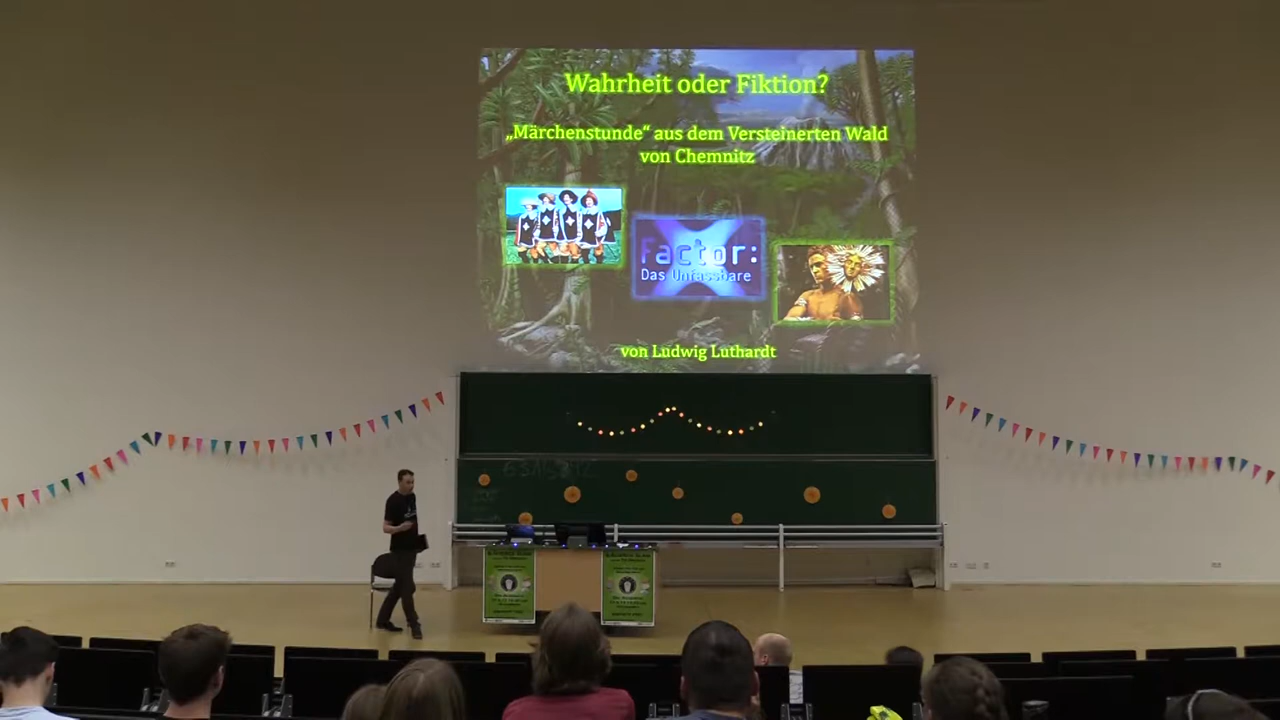 Wahrheit oder Fiktion?
„Märchenstunde“ aus dem Versteinerten Wald
von Chemnitz
Factor:
Das Unfassbare
von Ludwig Luthardt